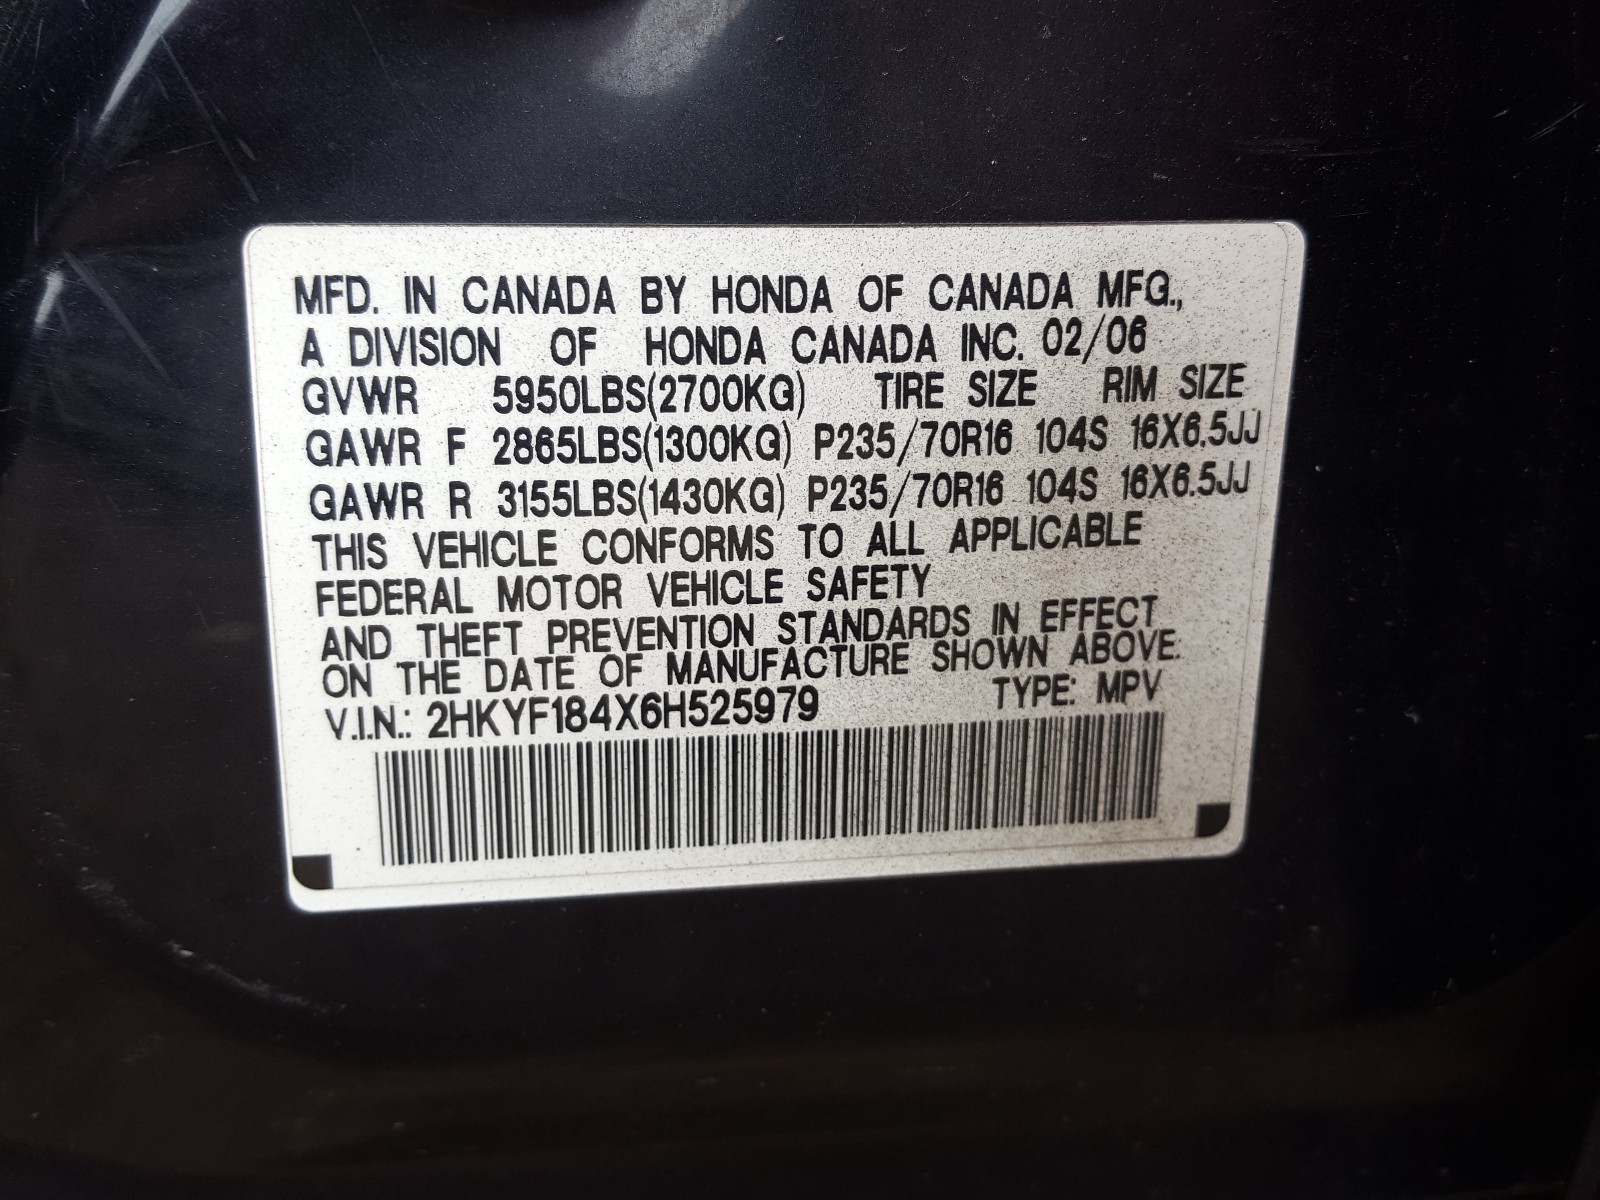 MFD. IN CANADA BY HONDA OF CANADA MFG.,
A DIVISION OF HONDA CANADA INC. 02/06
GVWR 5950LBS(2700KG) TIRE SIZE RIM SIZE
GAWR F 2865LBS(1300KG) P235/70R16 104S 16X6.5JJ
GAWR R 3155LBS(1430KG) P235/70R16 104S 16X6.5JJ
THIS VEHICLE CONFORMS TO ALL APPLICABLE
FEDERAL MOTOR VEHICLE SAFETY
AND THEFT PREVENTION STANDARDS IN EFFECT
ON THE DATE OF MANUFACTURE SHOWN ABOVE.
V.I.N.: 2HKYF184X6H525979 TYPE: MPV